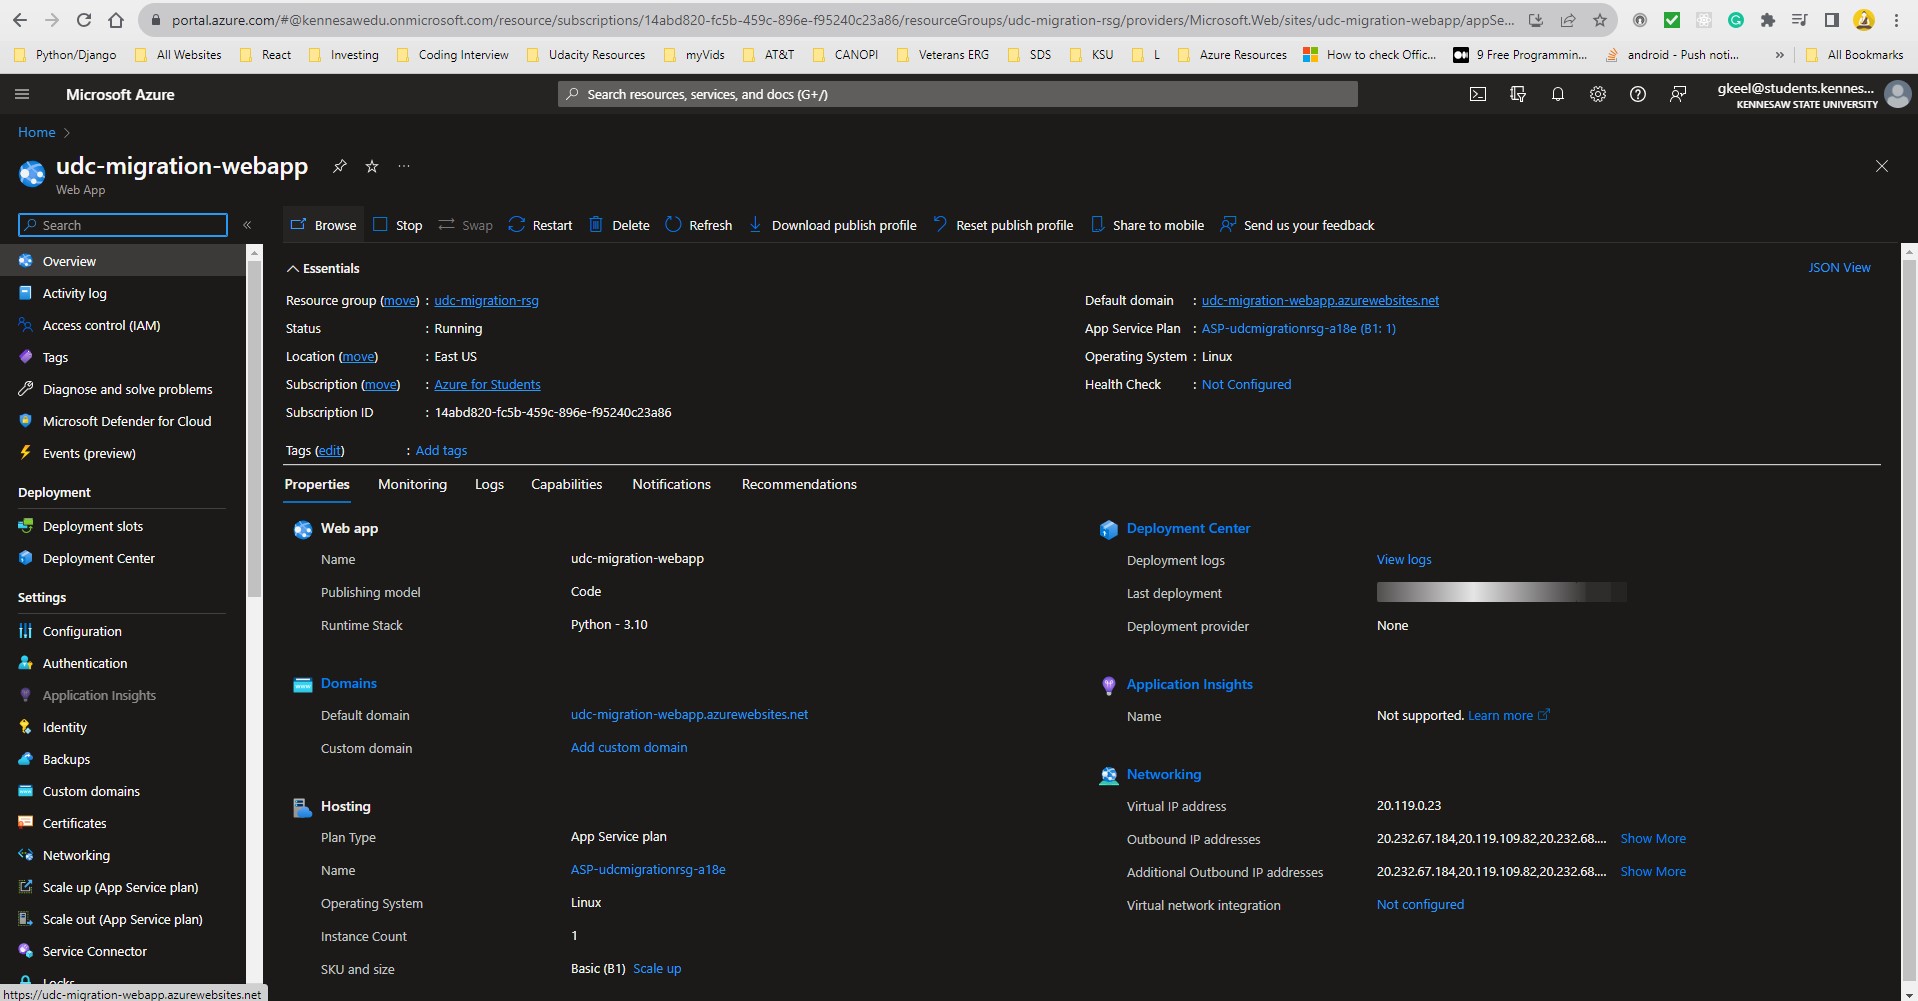 portal.azure.com/#@kennesawedu.onmicrosoft.com/resource/subscriptions/14abd820-fc5b-459c-896e-f95240c23a86/resourceGroups/udc-migration-rsg/providers/Microsoft.Web/sites/udc-migration-webapp/appSe...
Python/Django All Websites React Investing Coding Interview Udacity Resources myVids AT&T CANOPI Veterans ERG SDS KSU L Azure Resources How to check Offic... 9 Free Programmin... android - Push noti... » All Bookmarks
Microsoft Azure Search resources, services, and docs (G+/) gkeel@students.kennes...
KENNESAW STATE UNIVERSITY
Home >
udc-migration-webapp ...
Web App
Search «
Browse Stop Swap Restart Delete Refresh Download publish profile Reset publish profile Share to mobile Send us your feedback
Overview
Activity log
Access control (IAM)
Tags
Diagnose and solve problems
Microsoft Defender for Cloud
Events (preview)
Deployment
Deployment slots
Deployment Center
Settings
Configuration
Authentication
Application Insights
Identity
Backups
Custom domains
Certificates
Networking
Scale up (App Service plan)
Scale out (App Service plan)
Service Connector
Locks
https://udc-migration-webapp.azurewebsites.net
Essentials JSON View
Resource group (move) : udc-migration-rsg
Status : Running
Location (move) : East US
Subscription (move) : Azure for Students
Subscription ID : 14abd820-fc5b-459c-896e-f95240c23a86
Default domain : udc-migration-webapp.azurewebsites.net
App Service Plan : ASP-udcmigrationrsg-a18e (B1: 1)
Operating System : Linux
Health Check : Not Configured
Tags (edit) : Add tags
Properties Monitoring Logs Capabilities Notifications Recommendations
Web app
Name udc-migration-webapp
Publishing model Code
Runtime Stack Python - 3.10
Domains
Default domain udc-migration-webapp.azurewebsites.net
Custom domain Add custom domain
Hosting
Plan Type App Service plan
Name ASP-udcmigrationrsg-a18e
Operating System Linux
Instance Count 1
SKU and size Basic (B1) Scale up
Deployment Center
Deployment logs View logs
Last deployment
Deployment provider None
Application Insights
Name Not supported. Learn more
Networking
Virtual IP address 20.119.0.23
Outbound IP addresses 20.232.67.184,20.119.109.82,20.232.68.... Show More
Additional Outbound IP addresses 20.232.67.184,20.119.109.82,20.232.68.... Show More
Virtual network integration Not configured